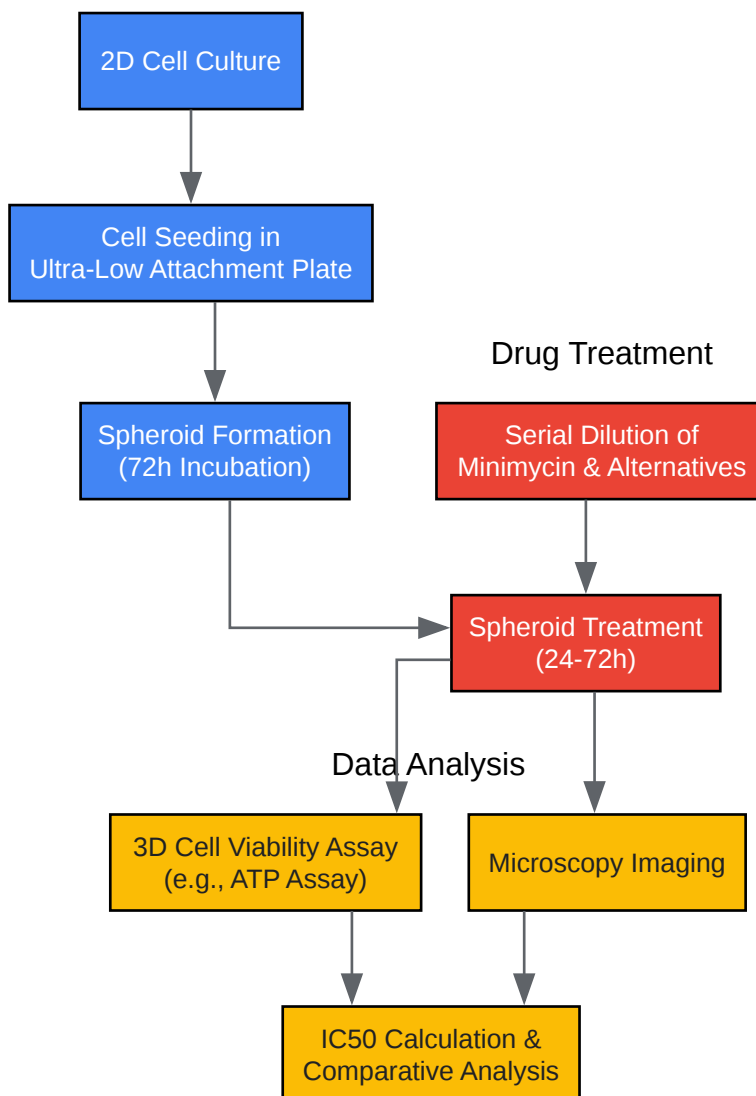 2D Cell Culture
Cell Seeding in
Ultra-Low Attachment Plate
Drug Treatment
Spheroid Formation
(72h Incubation)
Serial Dilution of
Minimycin & Alternatives
Spheroid Treatment
(24-72h)
Data Analysis
3D Cell Viability Assay
(e.g., ATP Assay)
Microscopy Imaging
IC50 Calculation &
Comparative Analysis